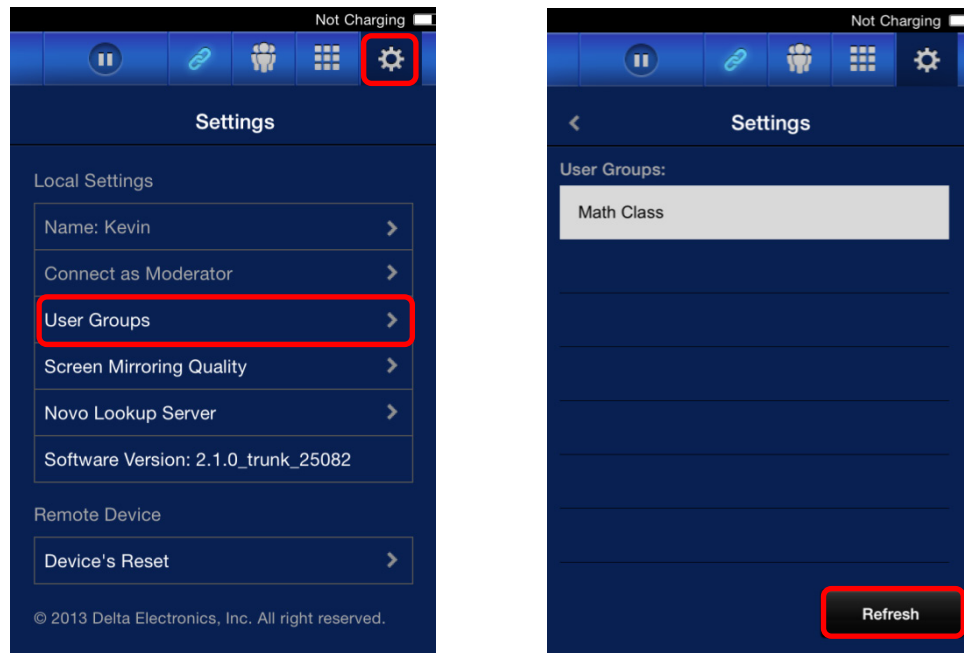 Not Charging
Settings
Local Settings
Name: Kevin
Connect as Moderator
User Groups
Screen Mirroring Quality
Novo Lookup Server
Software Version: 2.1.0_trunk_25082
Remote Device
Device's Reset
© 2013 Delta Electronics, Inc. All right reserved.
Not Charging
Settings
User Groups:
Math Class
Refresh